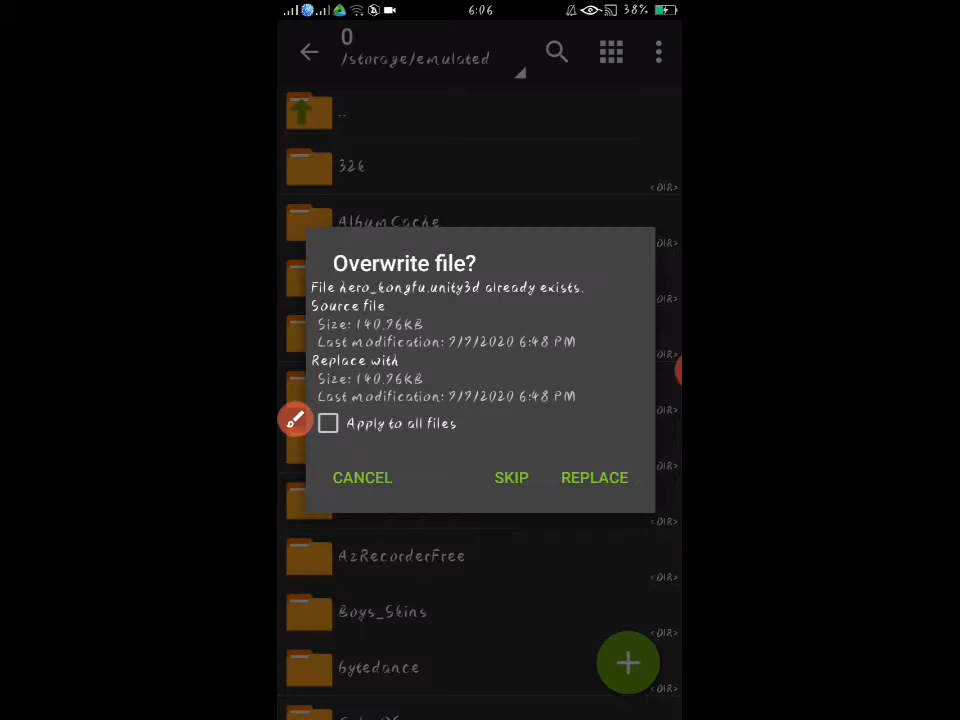 6:06
38%
0
/storage/emulated
..
32k
<DIR>
AlbumCache
<DIR>
<DIR>
<DIR>
Overwrite file?
File hero_kongfu.unity3d already exists.
Source file
Size: 140.96KB
Last modification: 9/9/2020 6:48 PM
Replace with
Size: 140.96KB
Last modification: 9/9/2020 6:48 PM
Apply to all files
CANCEL
SKIP
REPLACE
<DIR>
<DIR>
AzRecorderFree
<DIR>
Boys_Skins
<DIR>
bytedance
<DIR>